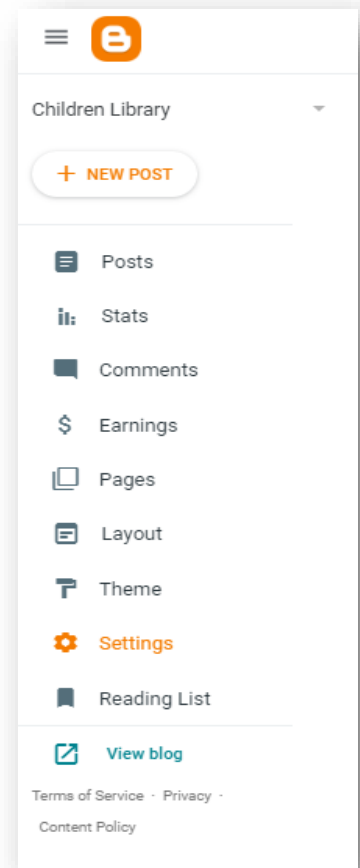 Children Library
+ NEW POST
Posts
Stats
Comments
$ Earnings
Pages
Layout
Theme
Settings
Reading List
View blog
Terms of Service · Privacy ·
Content Policy